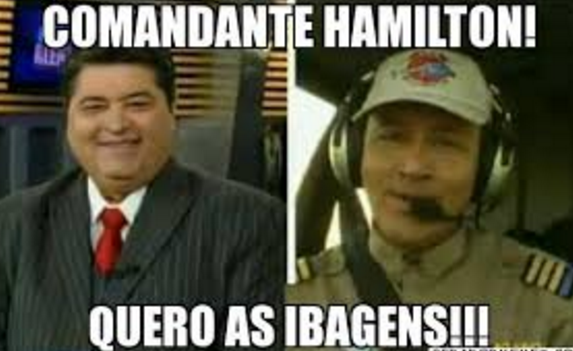 COMANDANTE HAMILTON!
QUERO AS IBAGENS!!!